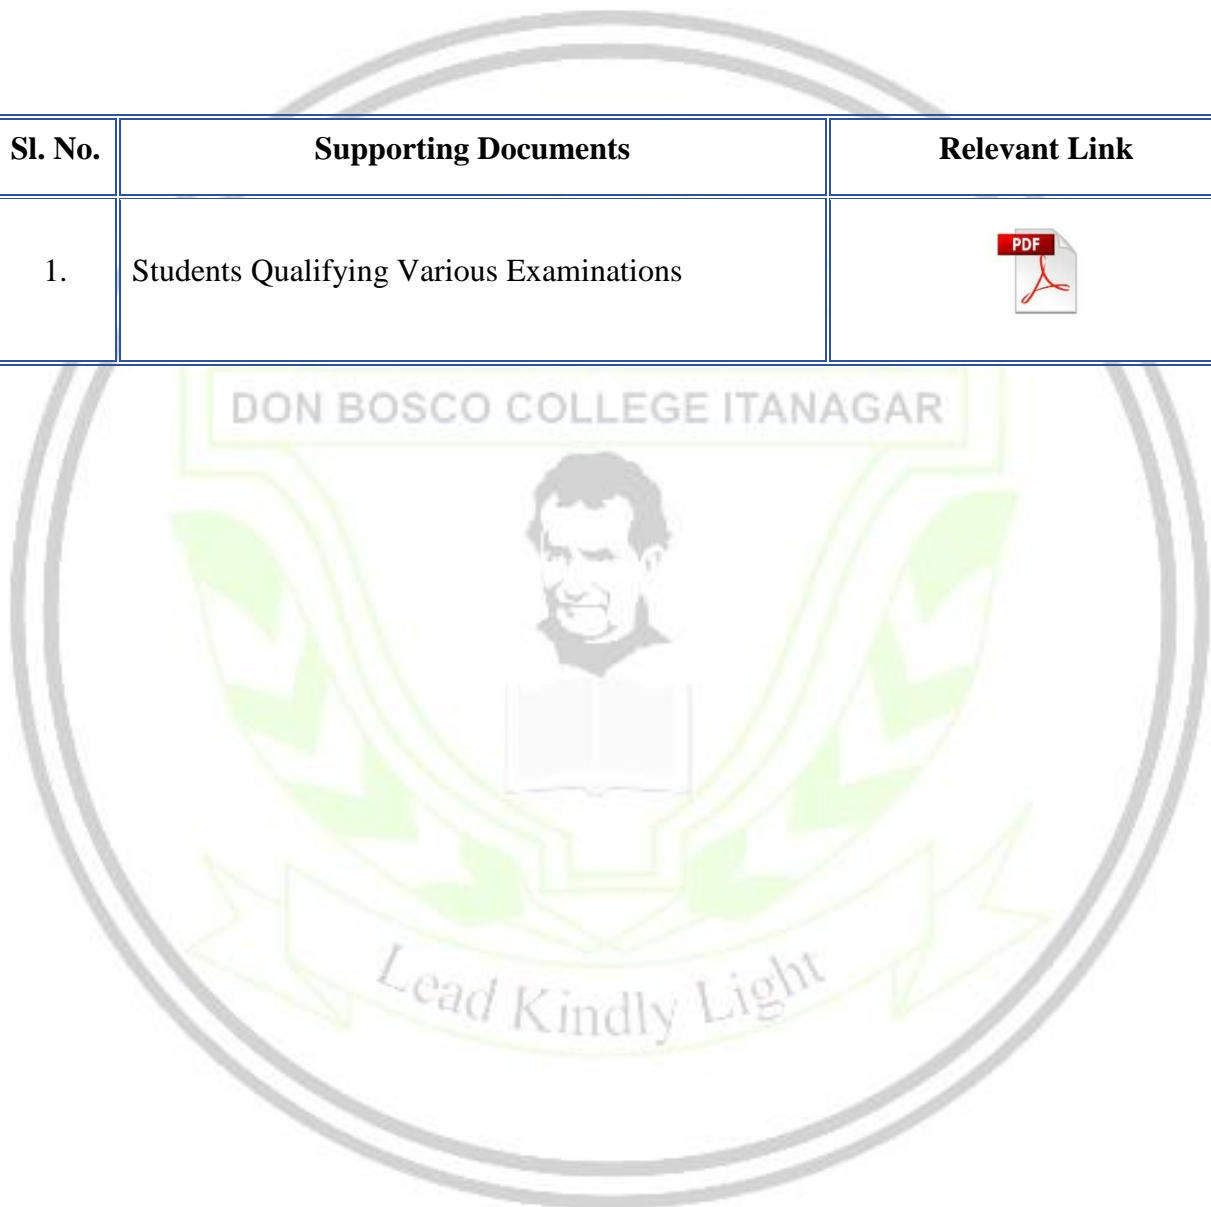 Sl. No. Supporting Documents Relevant Link
1. Students Qualifying Various Examinations PDF
DON BOSCO COLLEGE ITANAGAR
Lead Kindly Light